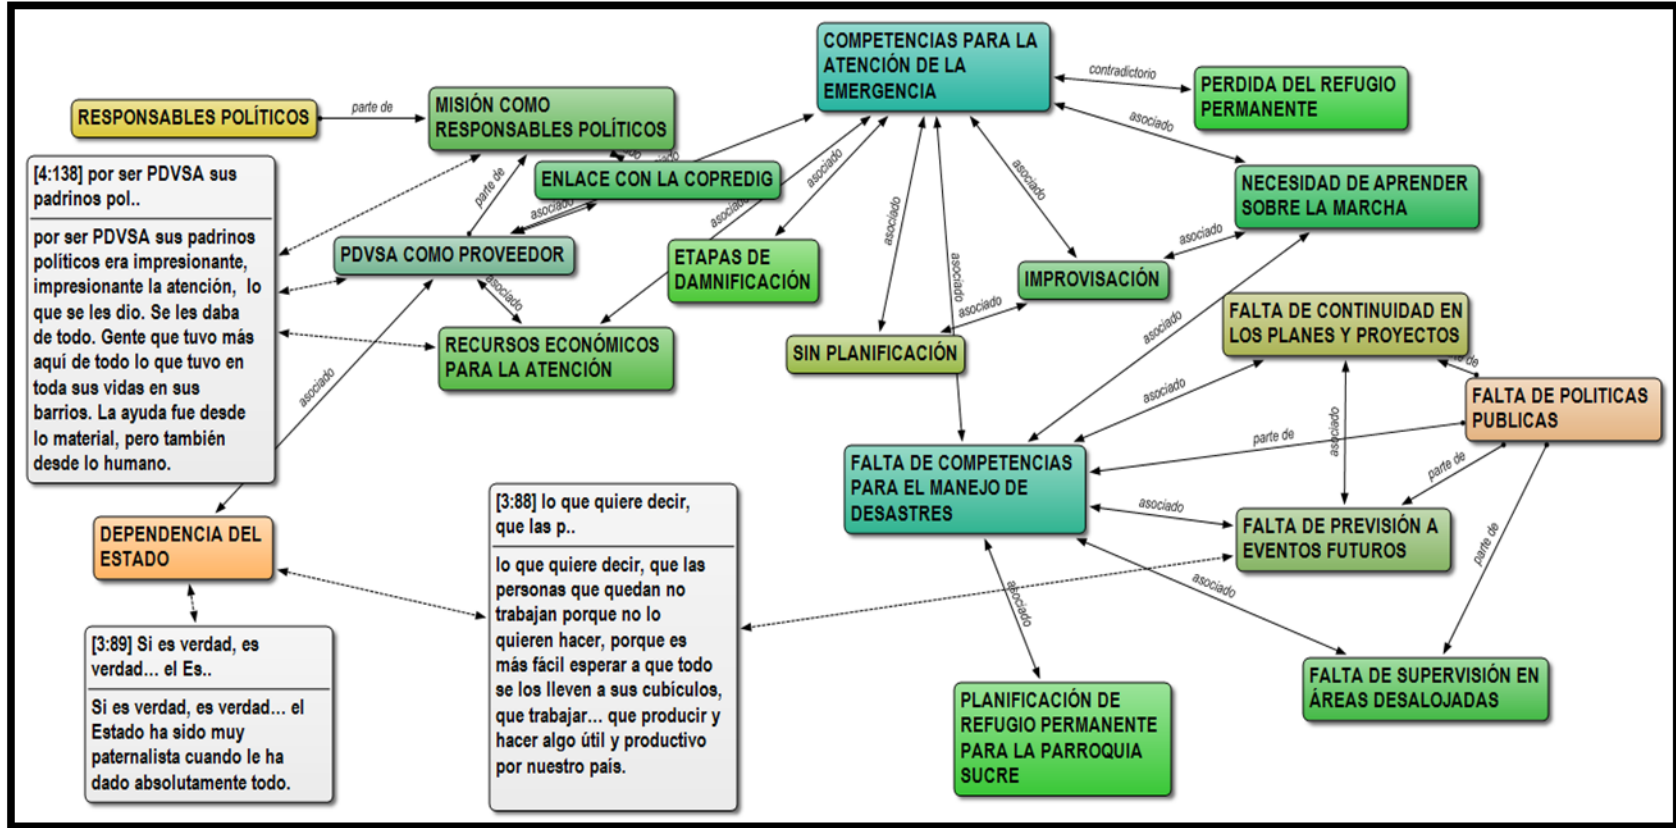 COMPETENCIAS PARA LA
ATENCIÓN DE LA
EMERGENCIA
contradictorio
PERDIDA DEL REFUGIO
PERMANENTE
RESPONSABLES POLÍTICOS
parte de
MISIÓN COMO
RESPONSABLES POLÍTICOS
asociado
asociado
asociado
ENLACE CON LA COPREDIG
NECESIDAD DE APRENDER
SOBRE LA MARCHA
[4:138] por ser PDVSA sus
padrinos pol..
por ser PDVSA sus padrinos
políticos era impresionante,
impresionante la atención, lo
que se les dio. Se les daba
de todo. Gente que tuvo más
aquí de todo lo que tuvo en
toda sus vidas en sus
barrios. La ayuda fue desde
lo material, pero también
desde lo humano.
parte de
asociado
asociado
asociado
asociado
PDVSA COMO PROVEEDOR
ETAPAS DE
DAMNIFICACIÓN
asociado
IMPROVISACIÓN
asociado
asociado
asociado
FALTA DE CONTINUIDAD EN
LOS PLANES Y PROYECTOS
RECURSOS ECONÓMICOS
PARA LA ATENCIÓN
SIN PLANIFICACIÓN
asociado
asociado
asociado
asociado
FALTA DE POLITICAS
PUBLICAS
parte de
parte de
FALTA DE COMPETENCIAS
PARA EL MANEJO DE
DESASTRES
asociado
FALTA DE PREVISIÓN A
EVENTOS FUTUROS
parte de
DEPENDENCIA DEL
ESTADO
[3:88] lo que quiere decir,
que las p..
lo que quiere decir, que las
personas que quedan no
trabajan porque no lo
quieren hacer, porque es
más fácil esperar a que todo
se los lleven a sus cubículos,
que trabajar... que producir y
hacer algo útil y productivo
por nuestro país.
asociado
asociado
[3:89] Si es verdad, es
verdad... el Es..
Si es verdad, es verdad... el
Estado ha sido muy
paternalista cuando le ha
dado absolutamente todo.
PLANIFICACIÓN DE
REFUGIO PERMANENTE
PARA LA PARROQUIA
SUCRE
FALTA DE SUPERVISIÓN EN
ÁREAS DESALOJADAS